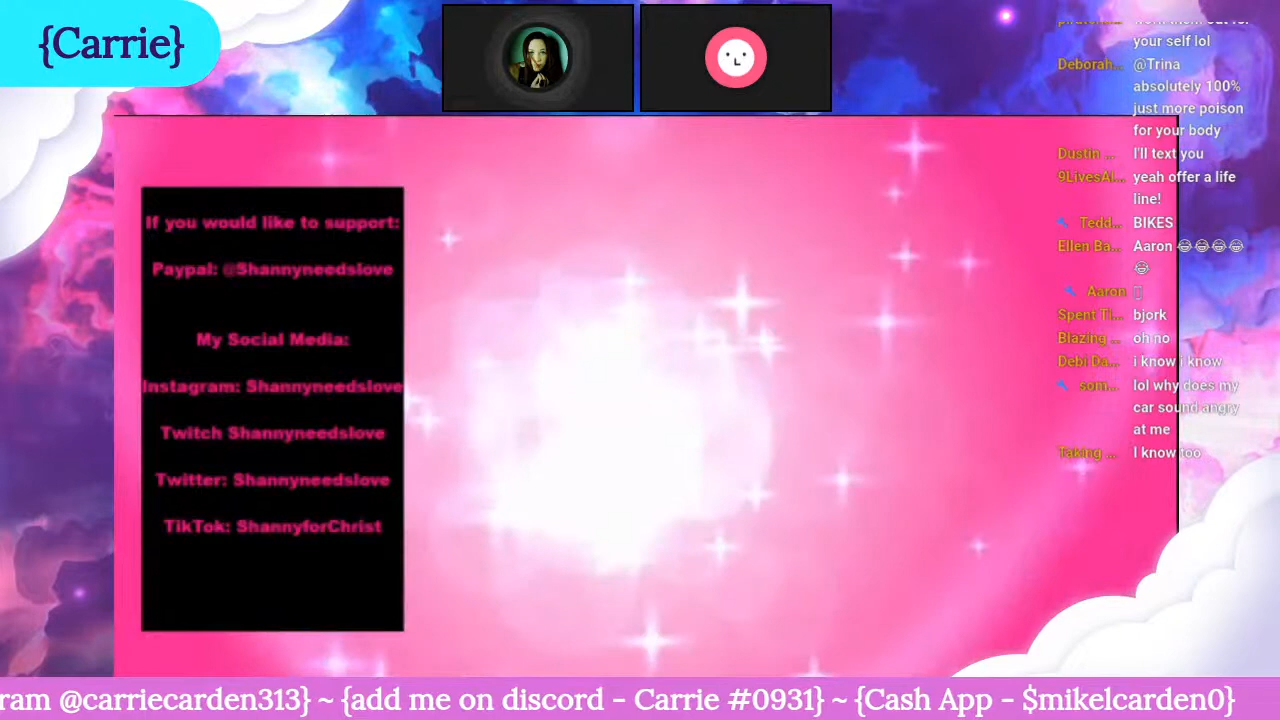 {Carrie}
If you would like to support:
Paypal: @Shannyneedslove
My Social Media:
Instagram: Shannyneedslove
Twitch Shannyneedslove
Twitter: Shannyneedslove
TikTok: ShannyforChrist
your self lol
Deborah... @Trina
absolutely 100%
just more poison
for your body
Dustin ... I'll text you
9LivesAl... yeah offer a life
line!
Tedd... BIKES
Ellen Ba... Aaron 😂😂😂😂
😂
Aaron
Spent Ti... bjork
Blazing ... oh no
Debi Da... i know i know
som... lol why does my
car sound angry
at me
Taking ... I know too
ram @carriecarden313} ~ {add me on discord - Carrie #0931} ~ {Cash App - $mikelcarden0}